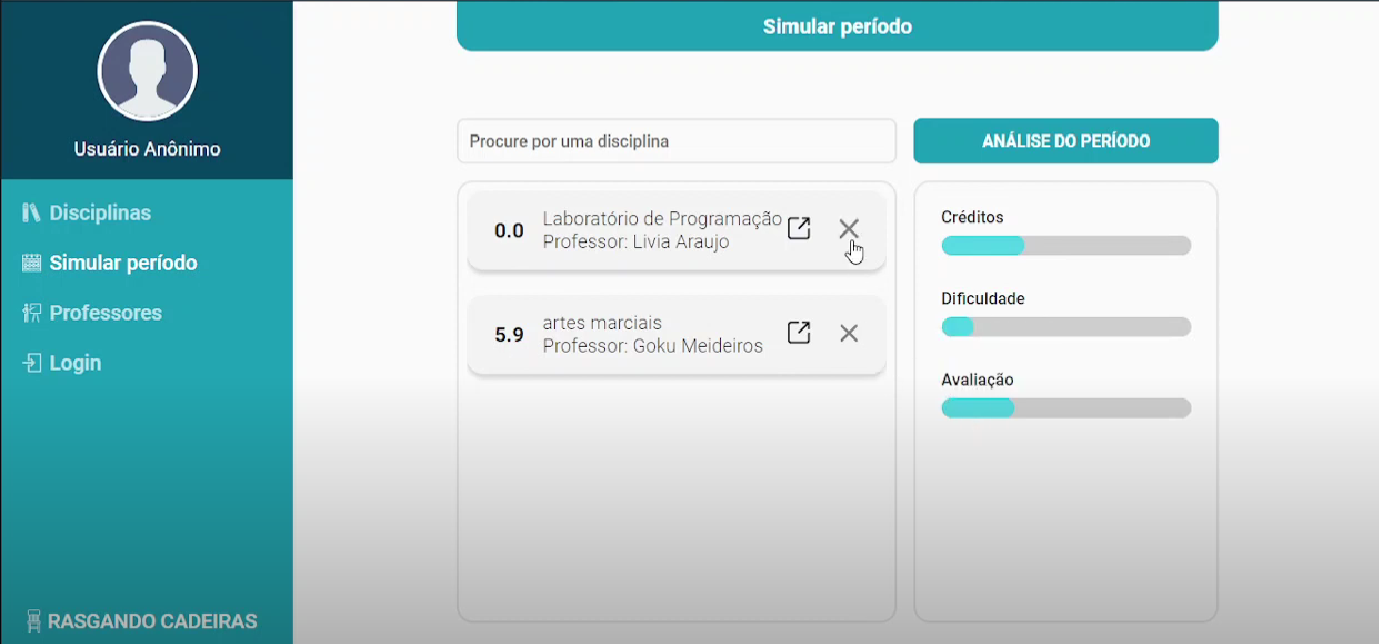 Usuário Anônimo
Disciplinas
Simular período
Professores
Login
RASGANDO CADEIRAS
Simular período
Procure por uma disciplina
ANÁLISE DO PERÍODO
0.0
Laboratório de Programação
Professor: Livia Araujo
5.9
artes marciais
Professor: Goku Meideiros
Créditos
Dificuldade
Avaliação